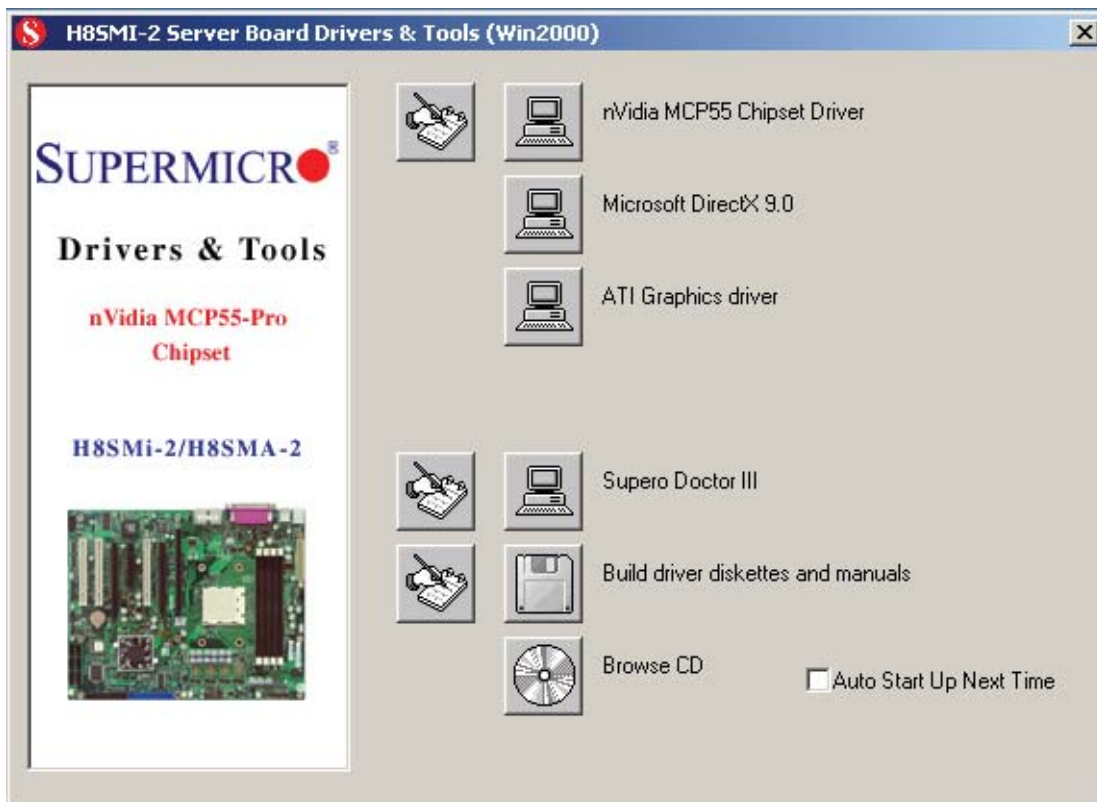 H8SMI-2 Server Board Drivers & Tools (Win2000)
SUPERMICRO®
Drivers & Tools
nVidia MCP55-Pro
Chipset
H8SMi-2/H8SMA-2
nVidia MCP55 Chipset Driver
Microsoft DirectX 9.0
ATI Graphics driver
Supero Doctor III
Build driver diskettes and manuals
Browse CD
Auto Start Up Next Time